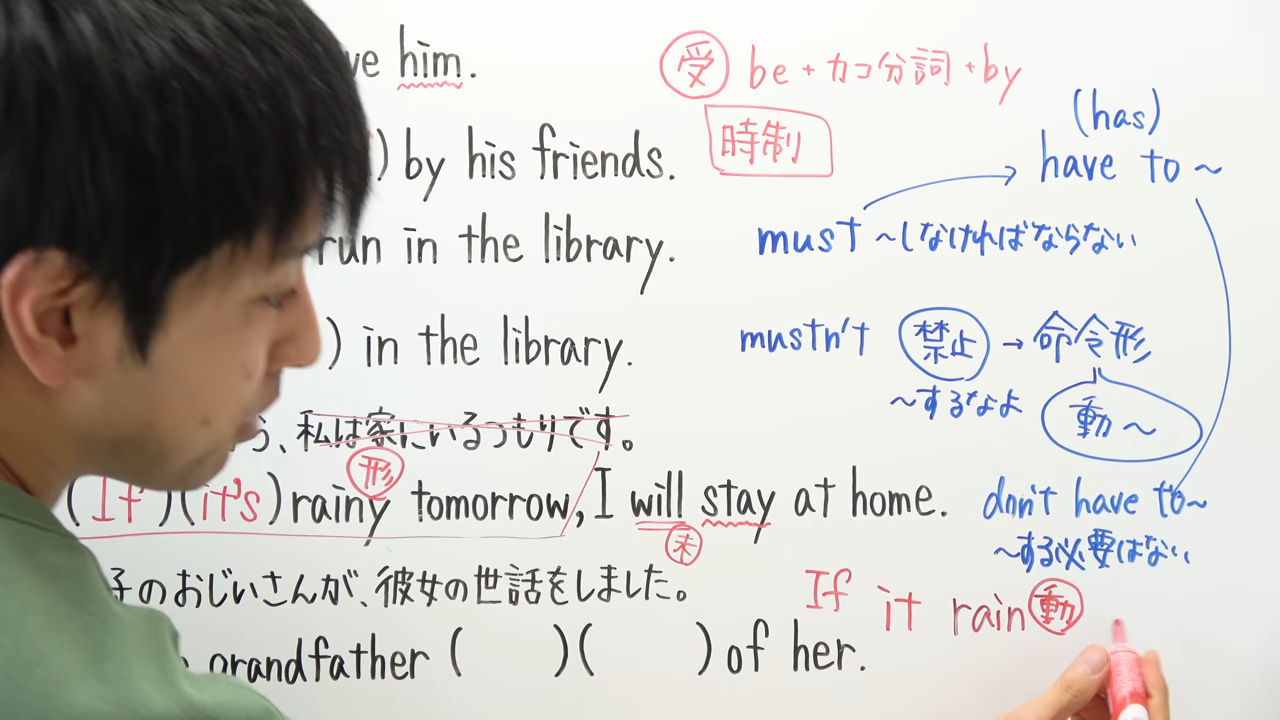 him.
) by his friends.
run in the library.
) in the library.
、私は家にいるつもりです。
形
(If)(it's)rainy tomorrow, I will stay at home.
未
子のおじいさんが、彼女の世話をしました。
grandfather (　　)(　　)of her.
受 be+カコ分詞+by
時制
(has)
have to ~
must ~しなければならない
mustn't 禁止 → 命令形
~するなよ
動~
don't have to~
~する必要はない
If it rain動